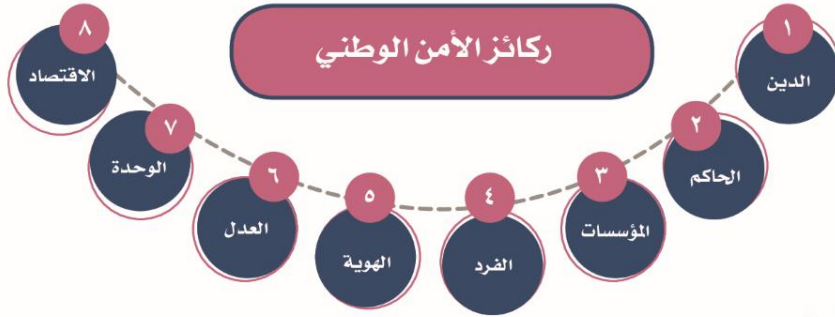 ركائز الأمن الوطني
١
الدين
٢
الحاكم
٣
المؤسسات
٤
الفرد
٥
الهوية
٦
العدل
٧
الوحدة
٨
الاقتصاد